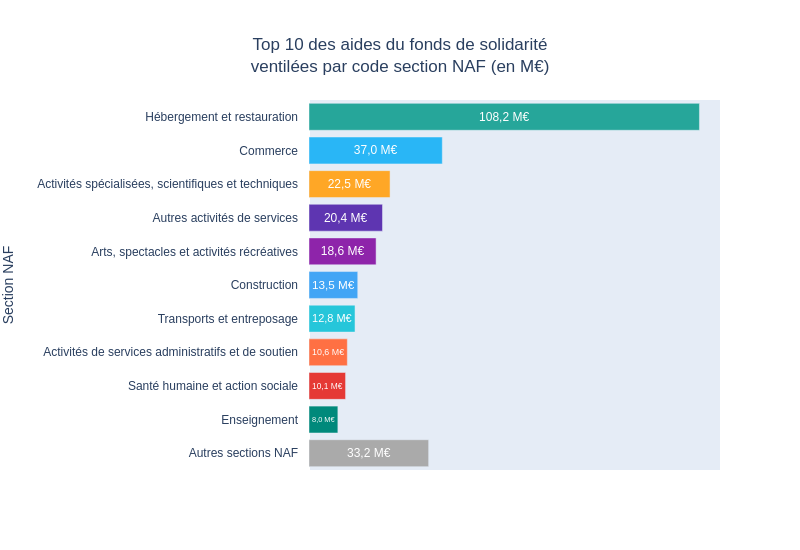 Top 10 des aides du fonds de solidarité
ventilées par code section NAF (en M€)
Section NAF
Hébergement et restauration 108,2 M€
Commerce 37,0 M€
Activités spécialisées, scientifiques et techniques 22,5 M€
Autres activités de services 20,4 M€
Arts, spectacles et activités récréatives 18,6 M€
Construction 13,5 M€
Transports et entreposage 12,8 M€
Activités de services administratifs et de soutien 10,6 M€
Santé humaine et action sociale 10,1 M€
Enseignement 8,0 M€
Autres sections NAF 33,2 M€